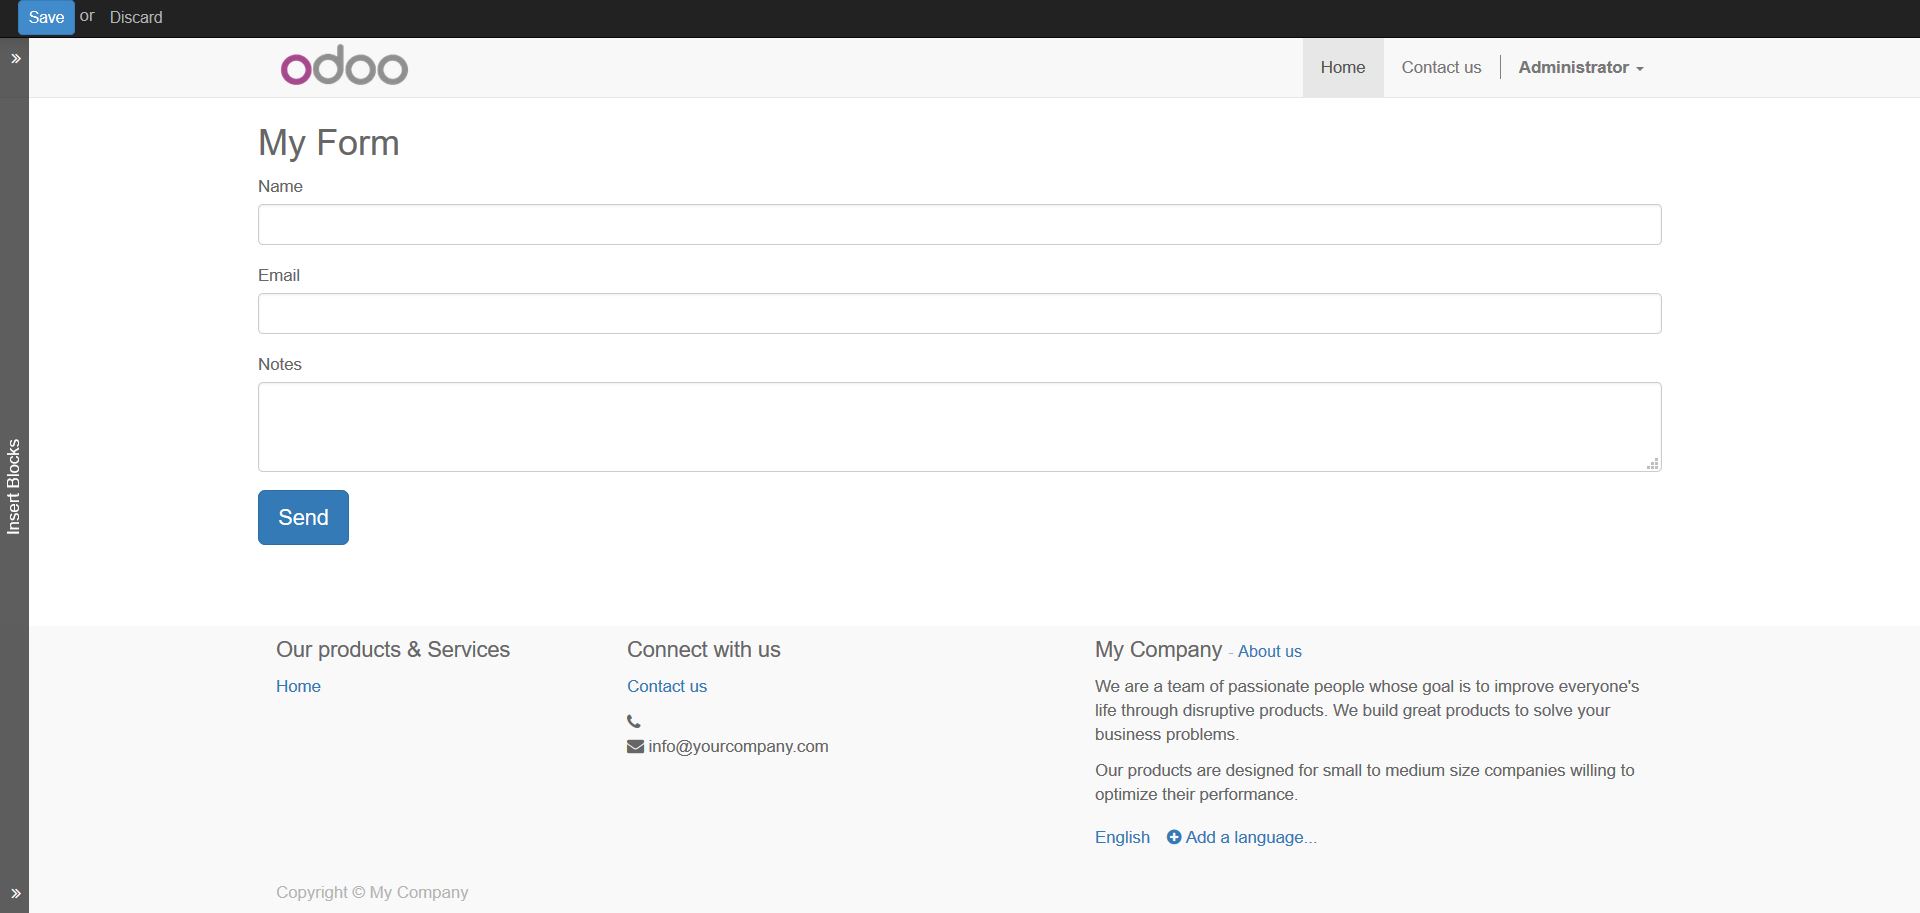 Save or Discard
odoo
Home
Contact us
Administrator
My Form
Name
Email
Notes
Send
Insert Blocks
Our products & Services
Home
Connect with us
Contact us
info@yourcompany.com
My Company - About us
We are a team of passionate people whose goal is to improve everyone's
life through disruptive products. We build great products to solve your
business problems.
Our products are designed for small to medium size companies willing to
optimize their performance.
English Add a language...
Copyright © My Company